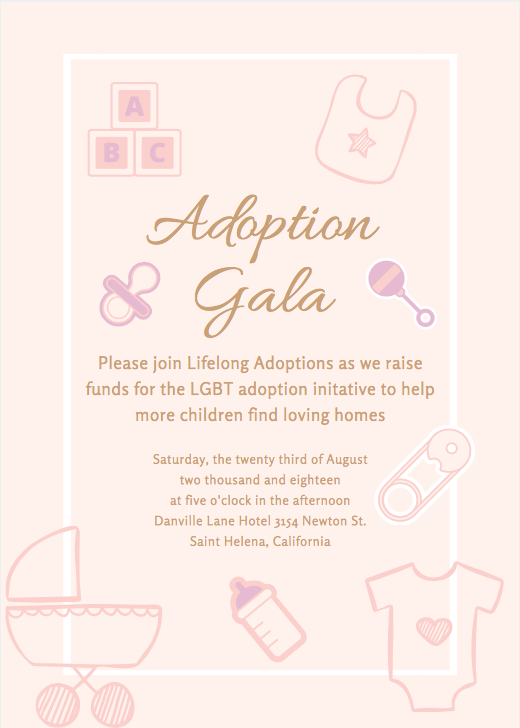 A
B C
Adoption
Gala
Please join Lifelong Adoptions as we raise
funds for the LGBT adoption initative to help
more children find loving homes
Saturday, the twenty third of August
two thousand and eighteen
at five o'clock in the afternoon
Danville Lane Hotel 3154 Newton St.
Saint Helena, California